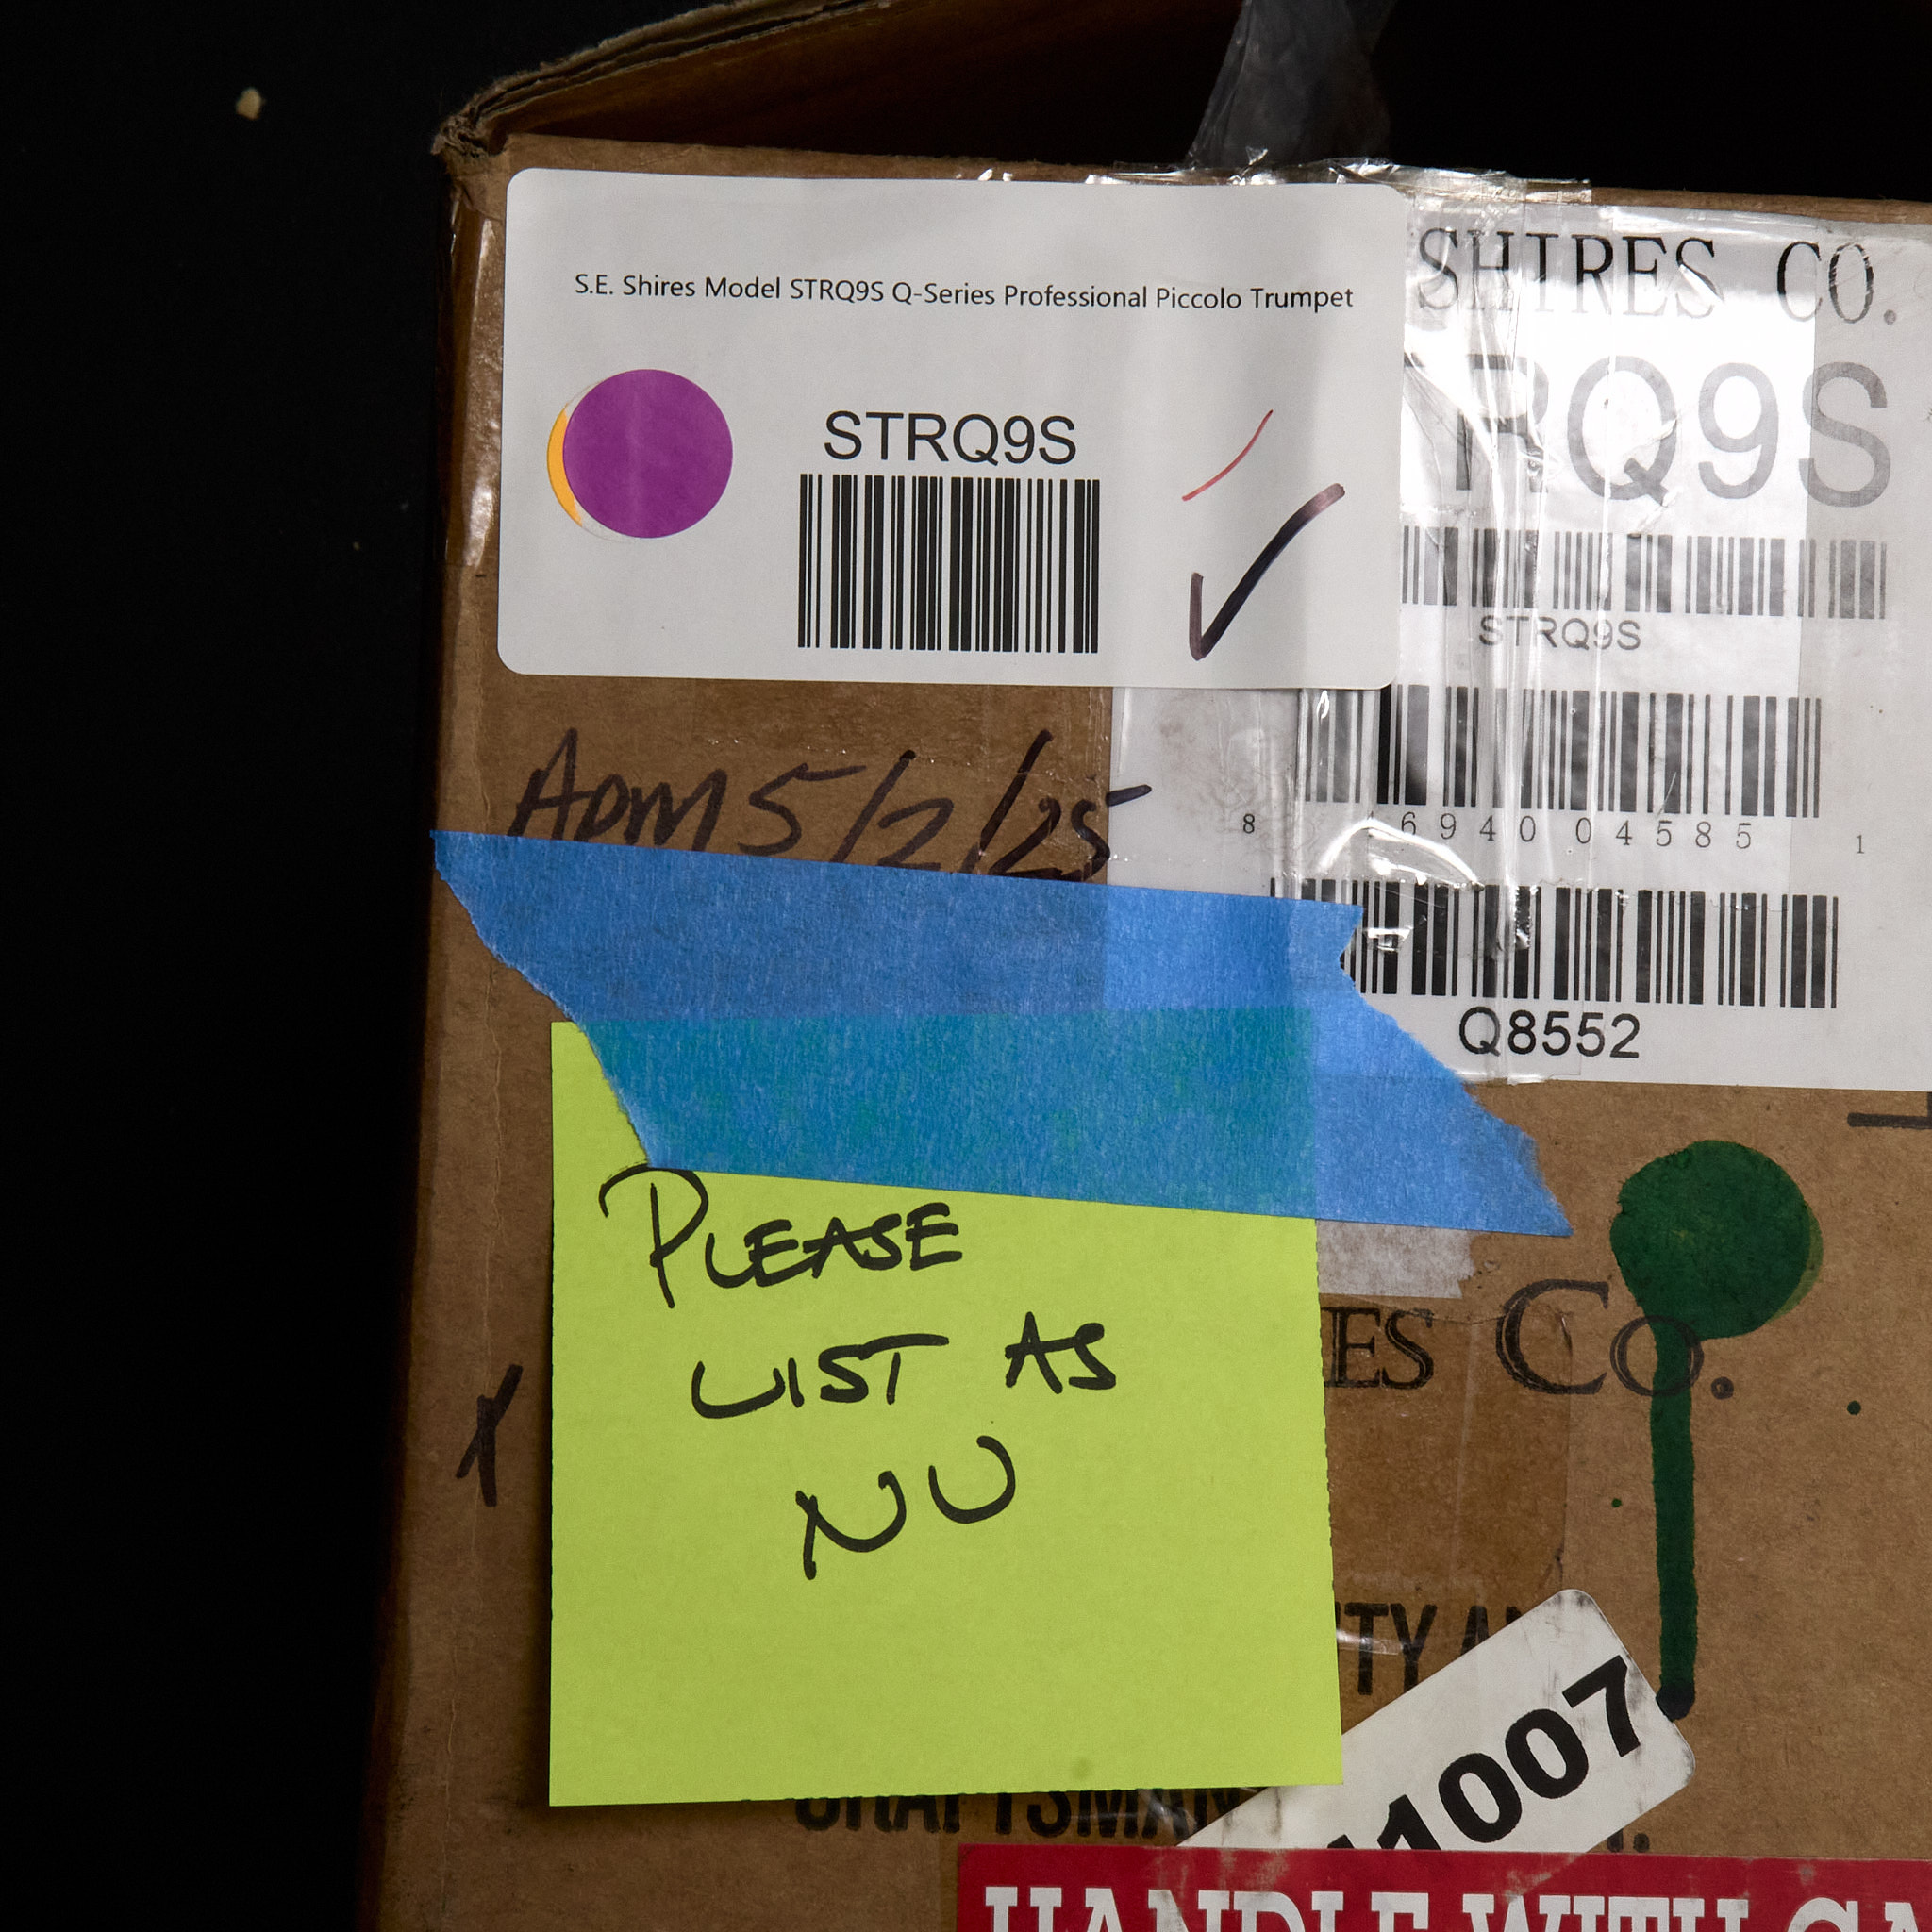 S.E. Shires Model STRQ9S Q-Series Professional Piccolo Trumpet
STRQ9S
SHIRES CO.
RQ9S
STRQ9S
8 6940 04585 1
Q8552
ADM 5/2/25
PLEASE
LIST AS
NU
ES Co.
TY A
CRAFTSMAN
1007
HANDLE WITH CA